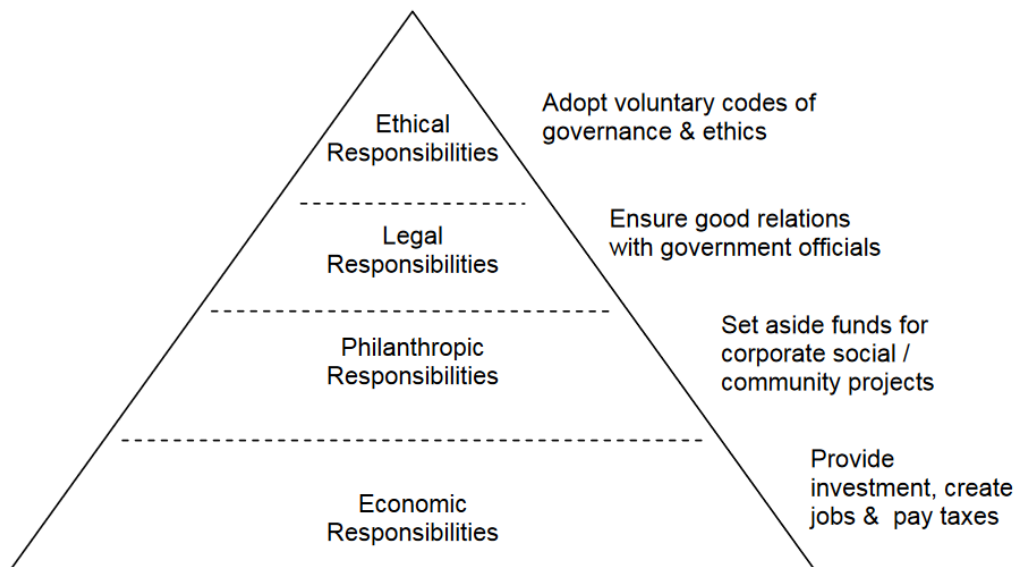 Ethical
Responsibilities
Adopt voluntary codes of
governance & ethics
Legal
Responsibilities
Ensure good relations
with government officials
Philanthropic
Responsibilities
Set aside funds for
corporate social /
community projects
Economic
Responsibilities
Provide
investment, create
jobs & pay taxes